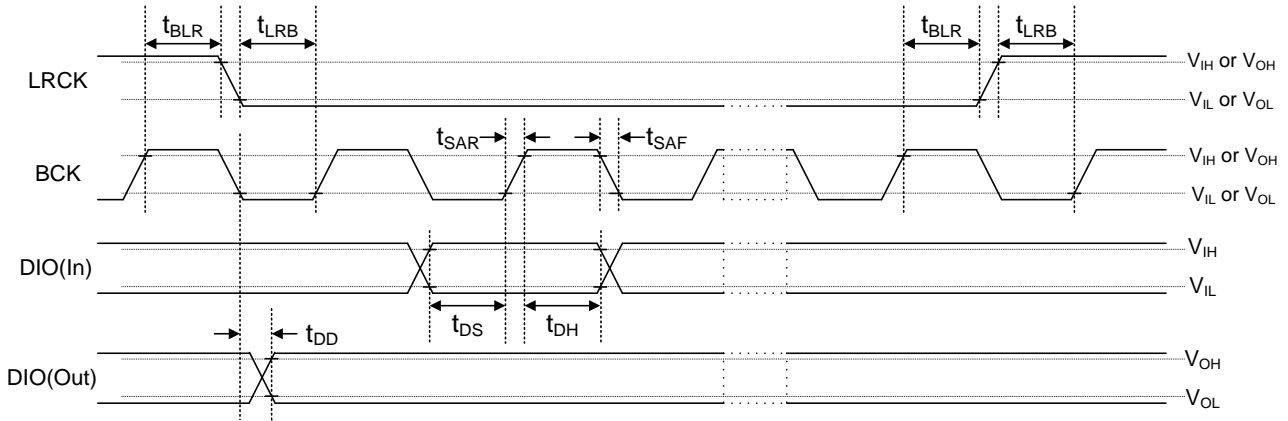 tBLR tLRB tBLR tLRB
LRCK
VIH or VOH
VIL or VOL
tSAR tSAF
BCK
VIH or VOH
VIL or VOL
DIO(In)
VIH
VIL
tDS tDH
tDD
DIO(Out)
VOH
VOL